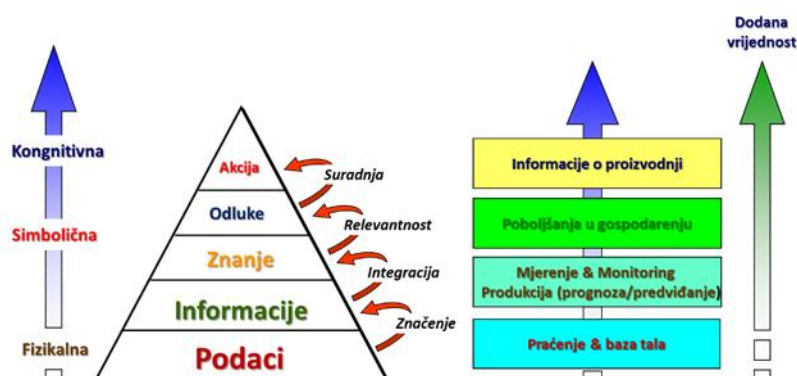 Kongnitivna
Simbolična
Fizikalna
Akcija
Odluke
Znanje
Informacije
Podaci
Suradnja
Relevantnost
Integracija
Značenje
Informacije o proizvodnji
Poboljšanja u gospodarenju
Mjerenje & Monitoring
Produkcija (prognoza/predviđanje)
Praćenje & baza tala
Dodana
vrijednost